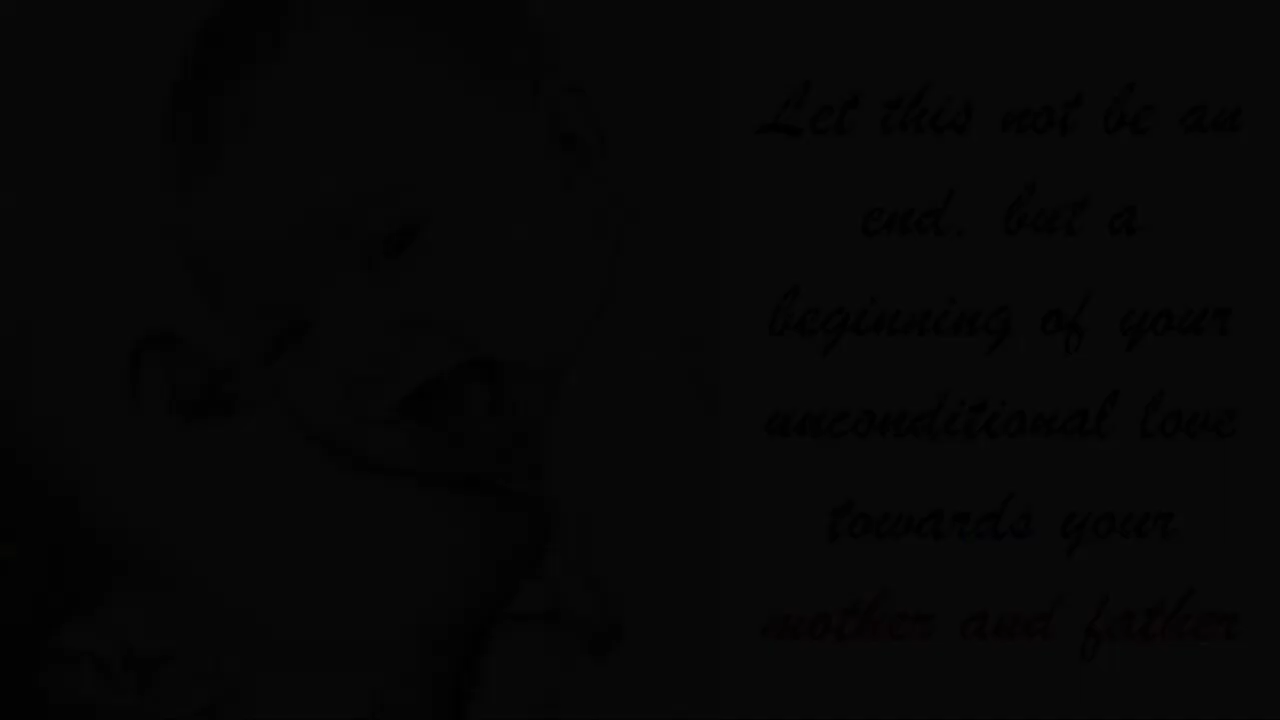 Let this not be an
end, but a
beginning of your
unconditional love
towards your
mother and father